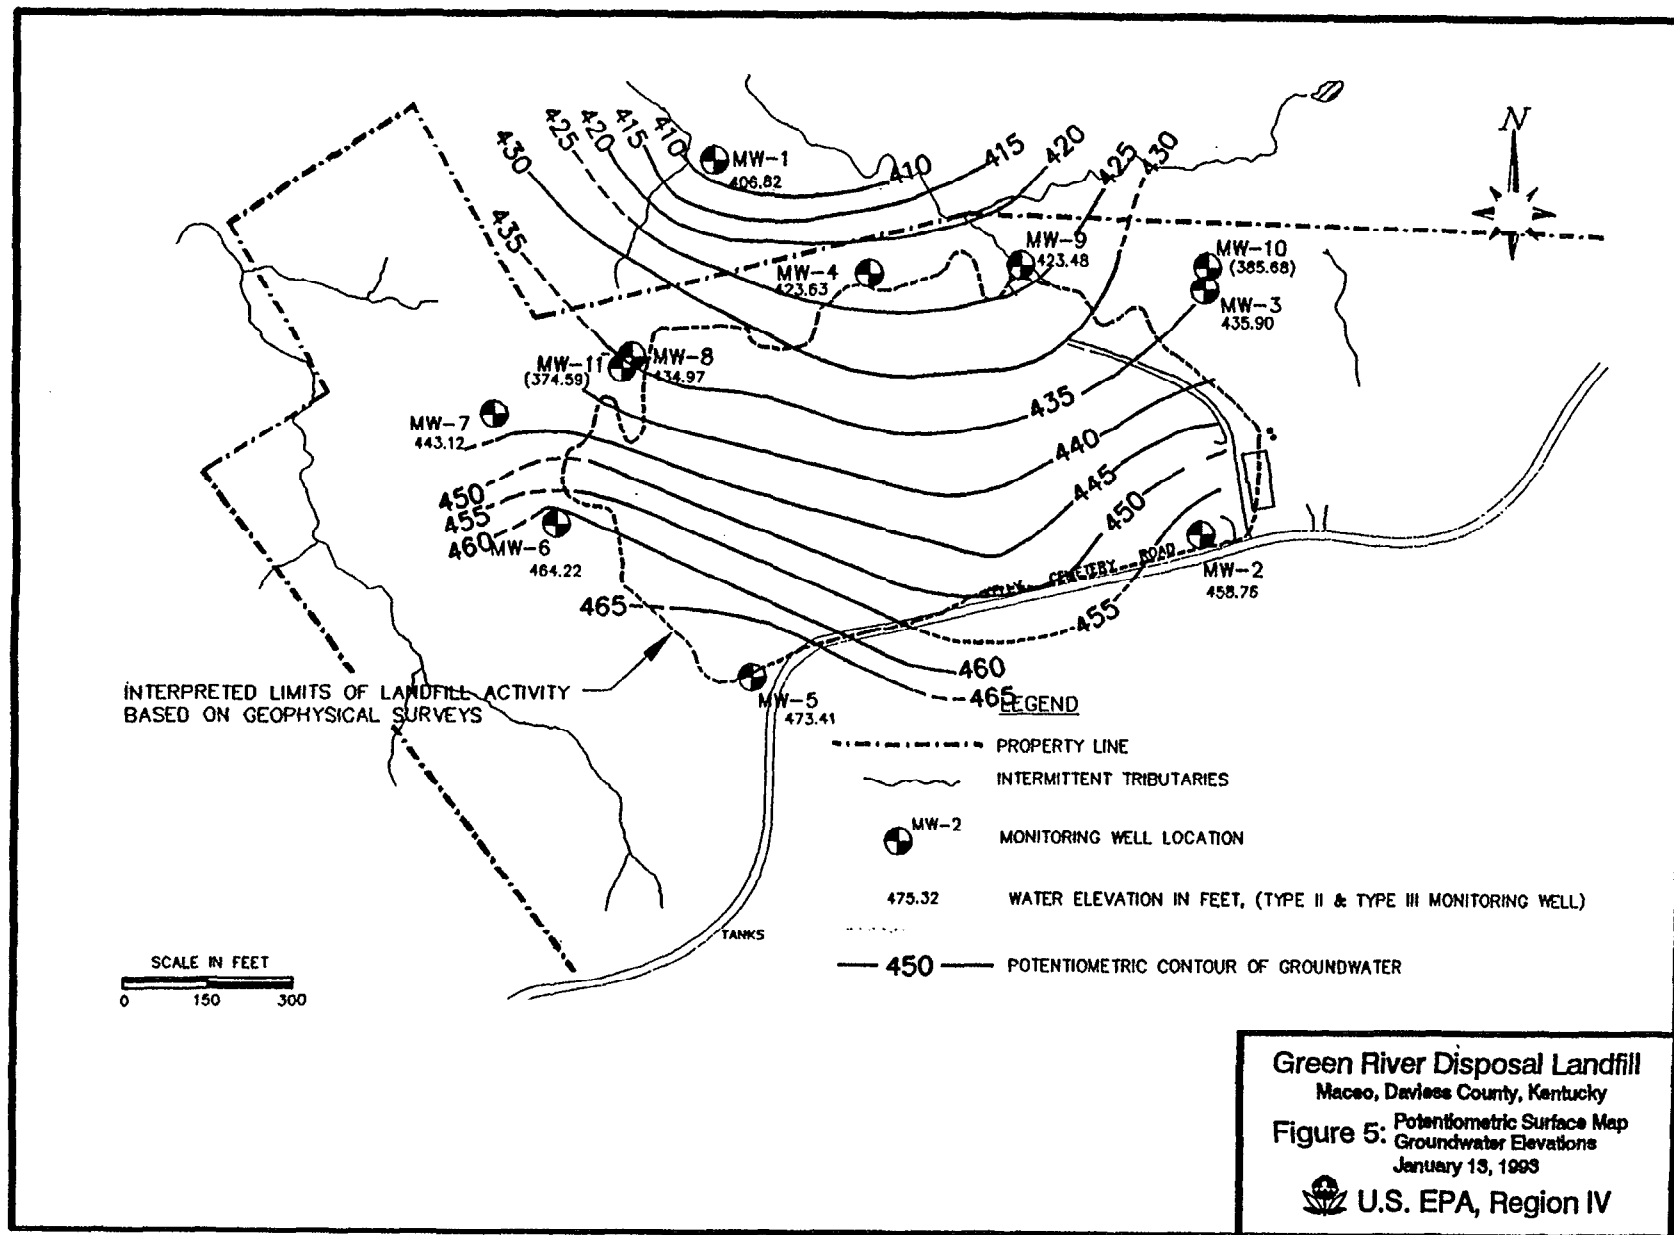 N
430
425
420
415
410
MW-1
406.82
410
415
420
425
430
435
MW-4
423.63
MW-9
423.48
MW-10
(385.68)
MW-3
435.90
MW-11
(374.59)
MW-8
434.97
MW-7
443.12
435
440
445
450
450
455
460
MW-6
464.22
CEMETERY ROAD
MW-2
458.76
455
465
460
465
MW-5
473.41
INTERPRETED LIMITS OF LANDFILL ACTIVITY
BASED ON GEOPHYSICAL SURVEYS
LEGEND
PROPERTY LINE
INTERMITTENT TRIBUTARIES
MW-2
MONITORING WELL LOCATION
475.32 WATER ELEVATION IN FEET, (TYPE II & TYPE III MONITORING WELL)
450 POTENTIOMETRIC CONTOUR OF GROUNDWATER
TANKS
SCALE IN FEET
0 150 300
Green River Disposal Landfill
Maceo, Daviess County, Kentucky
Figure 5: Potentiometric Surface Map
Groundwater Elevations
January 13, 1993
U.S. EPA, Region IV